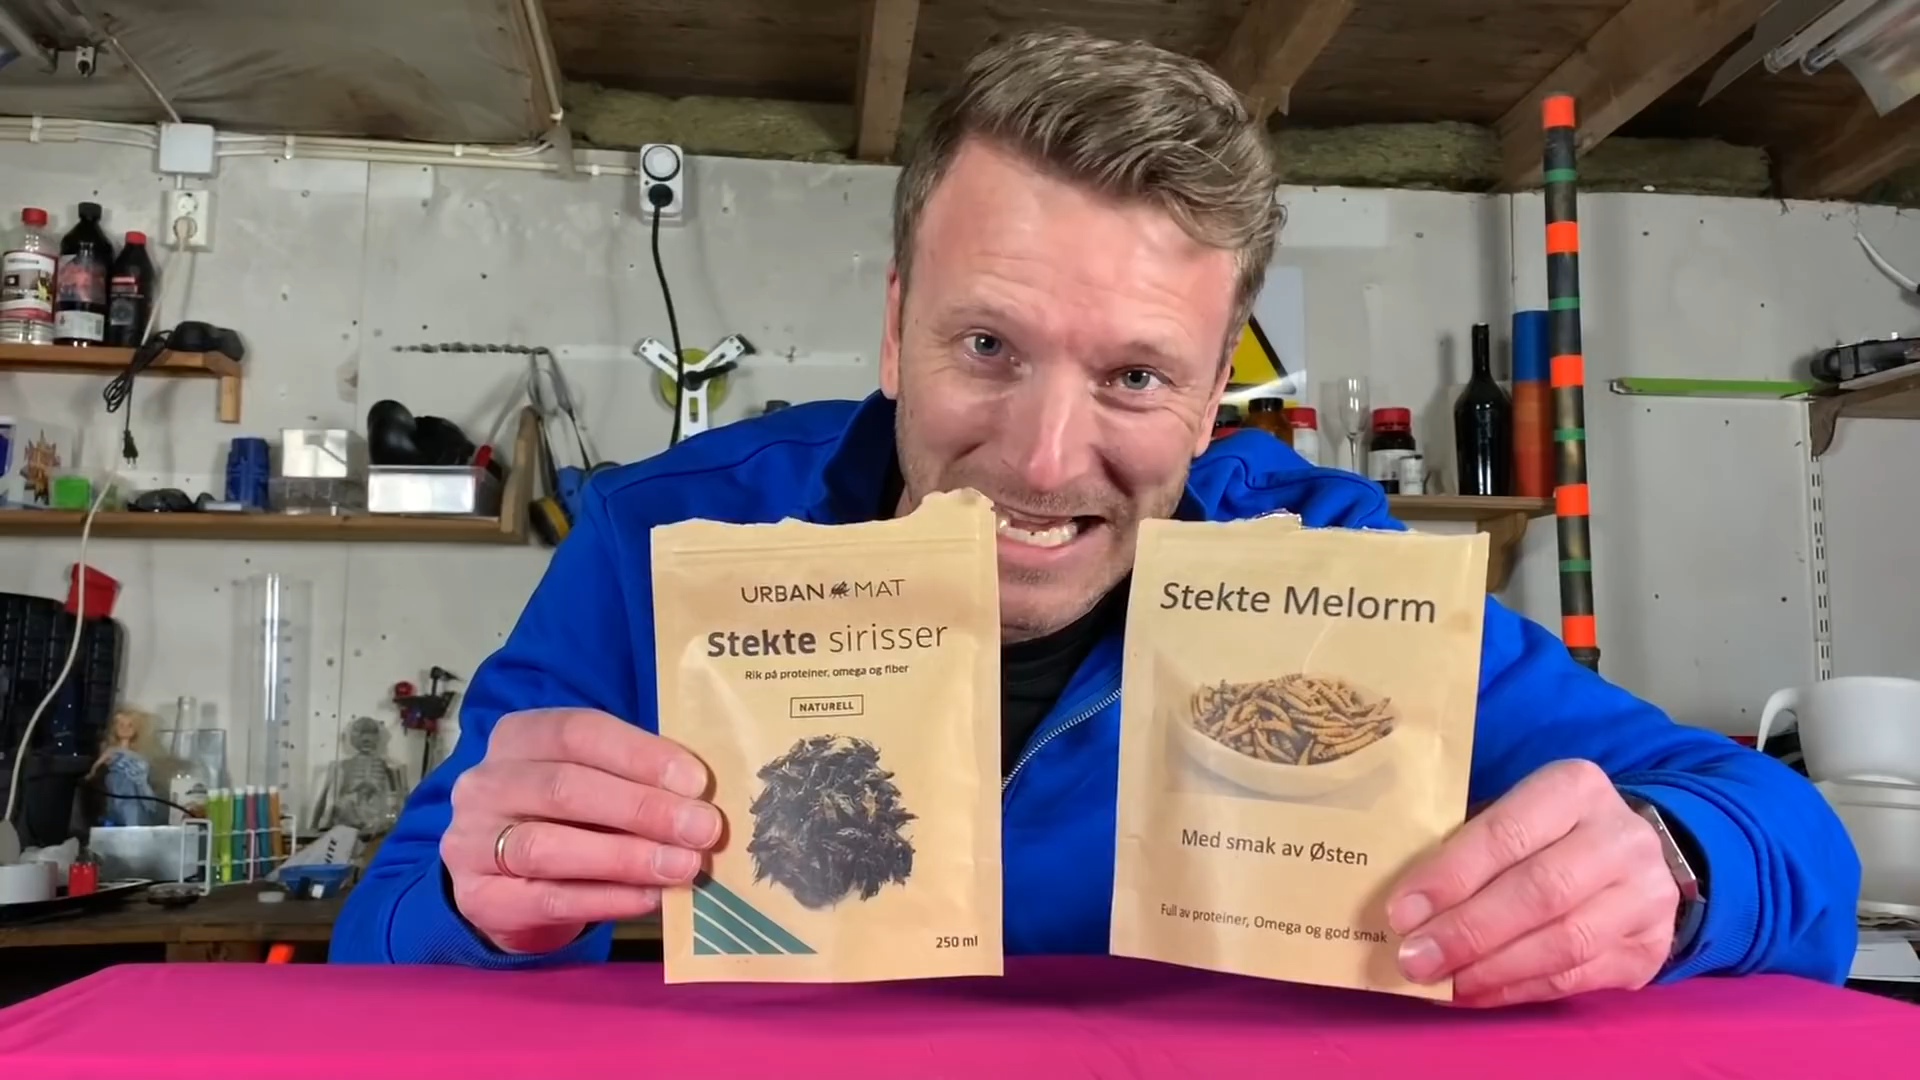 URBAN MAT
Stekte sirisser
Rik på proteiner, omega og fiber
NATURELL
250 ml
Stekte Melorm
Med smak av Østen
Full av proteiner, Omega og god smak